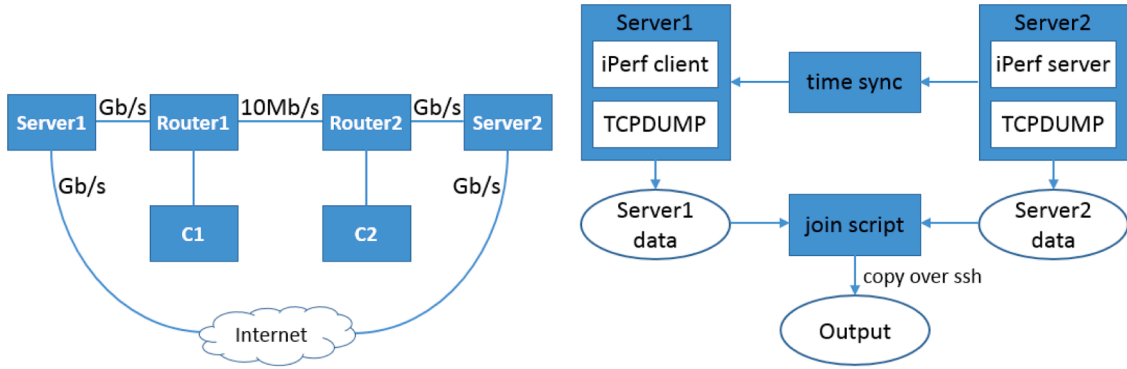 Gb/s
10Mb/s
Gb/s
Server1
Router1
Router2
Server2
Gb/s
Gb/s
C1
C2
Internet
Server1
iPerf client
TCPDUMP
time sync
Server2
iPerf server
TCPDUMP
Server1
data
join script
Server2
data
copy over ssh
Output